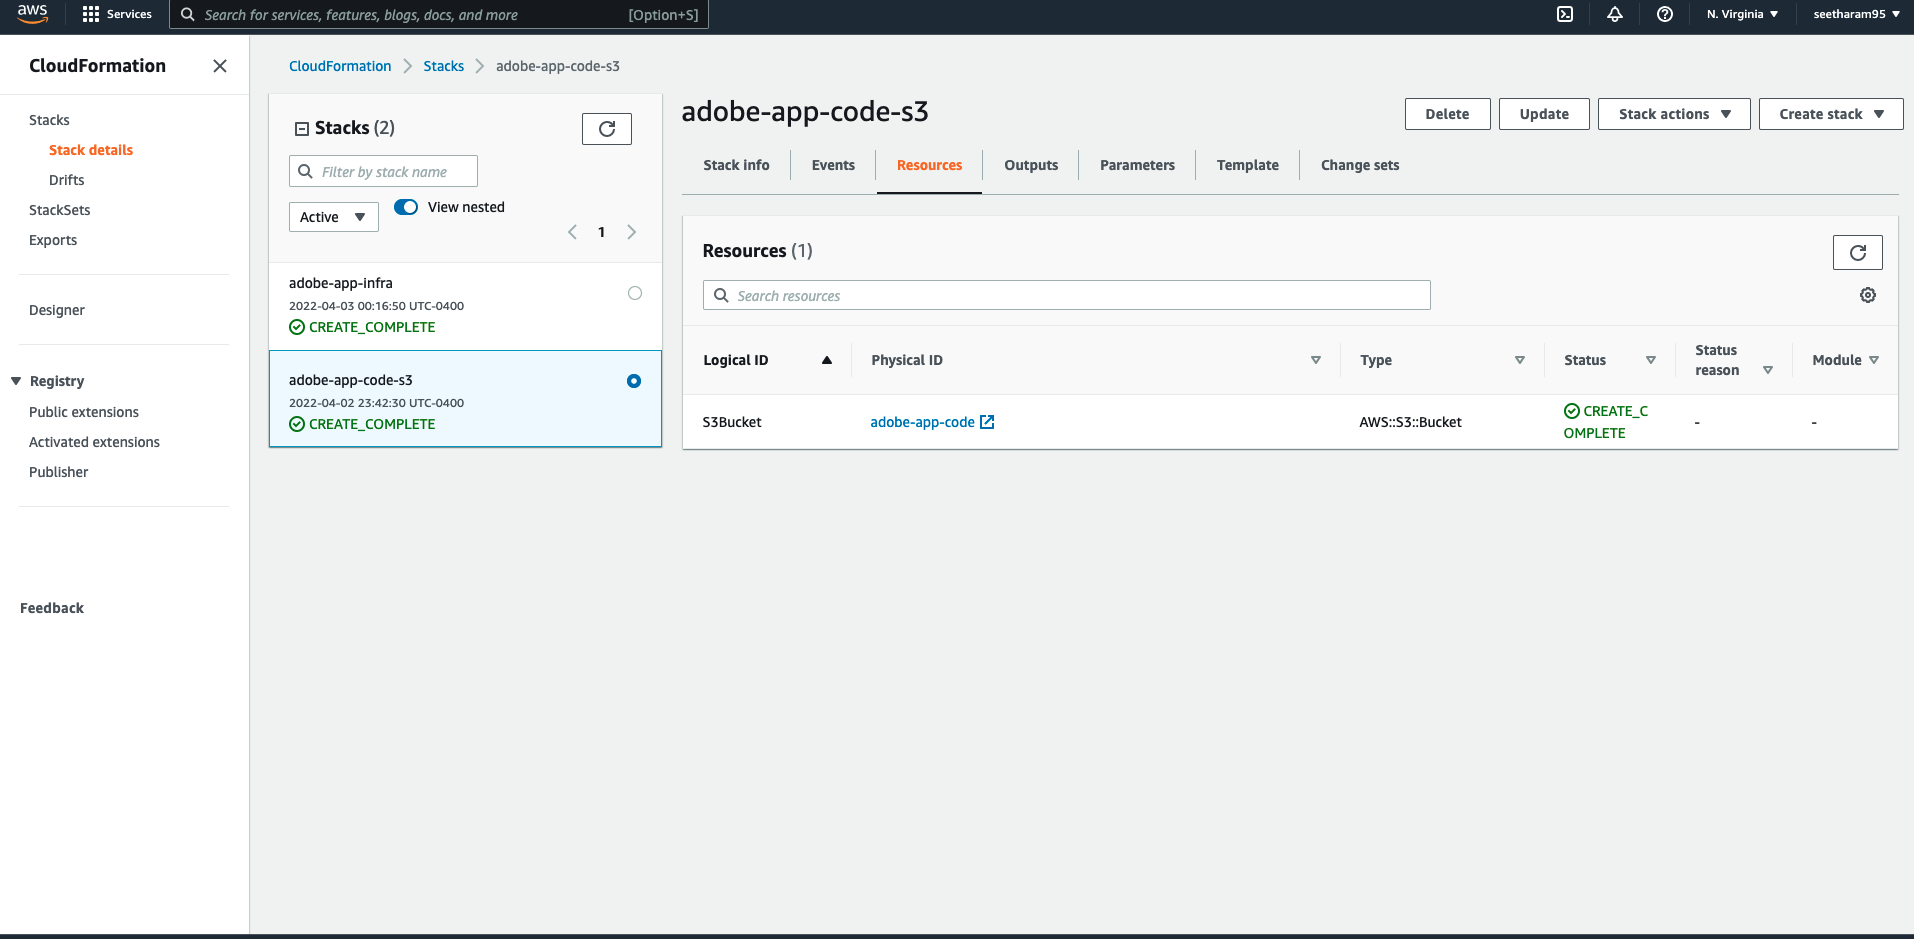 aws
Services
Search for services, features, blogs, docs, and more
[Option+S]
N. Virginia
seetharam95
CloudFormation
Stacks
Stack details
Drifts
StackSets
Exports
Designer
Registry
Public extensions
Activated extensions
Publisher
Feedback
CloudFormation
Stacks
adobe-app-code-s3
Stacks (2)
Filter by stack name
Active
View nested
1
adobe-app-infra
2022-04-03 00:16:50 UTC-0400
CREATE_COMPLETE
adobe-app-code-s3
2022-04-02 23:42:30 UTC-0400
CREATE_COMPLETE
adobe-app-code-s3
Delete
Update
Stack actions
Create stack
Stack info
Events
Resources
Outputs
Parameters
Template
Change sets
Resources (1)
Search resources
Logical ID
Physical ID
Type
Status
Status
reason
Module
S3Bucket
adobe-app-code
AWS::S3::Bucket
CREATE_C
OMPLETE
-
-